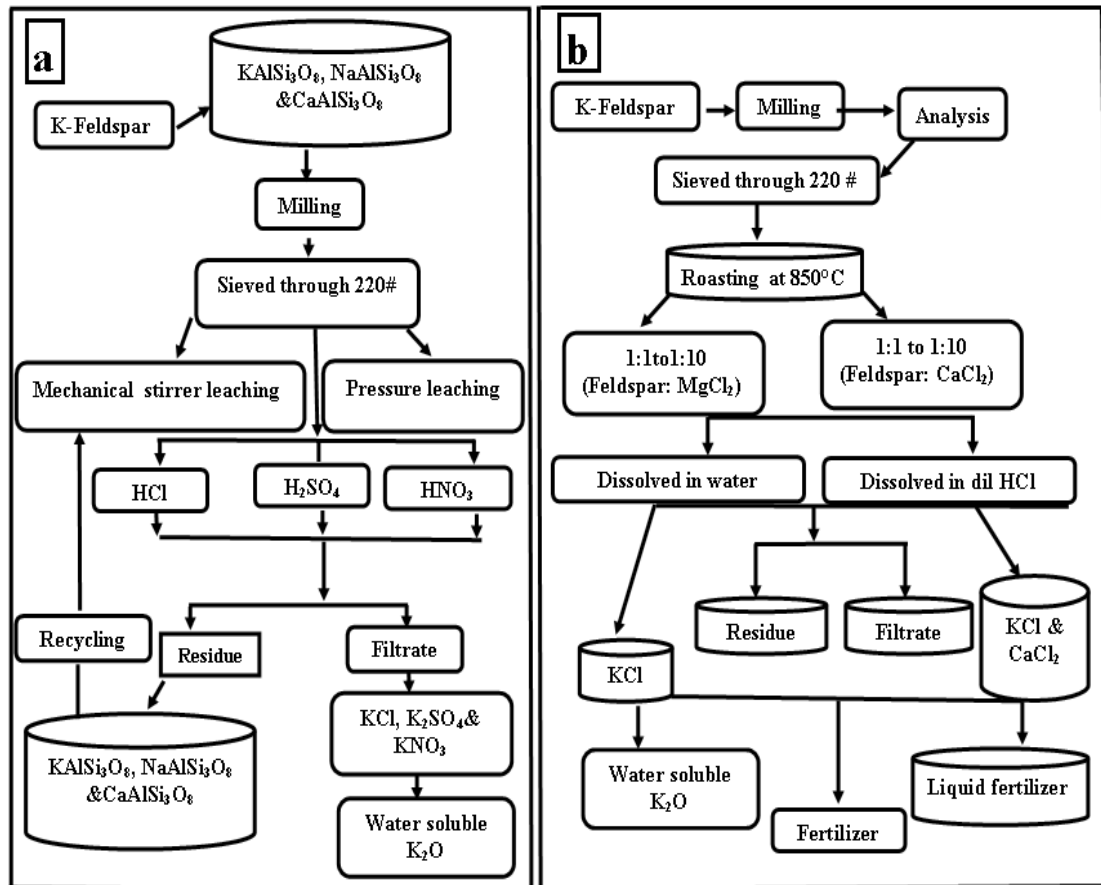 a
KAlSi₃O₈, NaAlSi₃O₈
&CaAlSi₃O₈
K-Feldspar
Milling
Sieved through 220#
Mechanical stirrer leaching
Pressure leaching
HCl
H₂SO₄
HNO₃
Recycling
Residue
Filtrate
KCl, K₂SO₄&
KNO₃
KAlSi₃O₈, NaAlSi₃O₈
&CaAlSi₃O₈
Water soluble
K₂O
b
K-Feldspar
Milling
Analysis
Sieved through 220 #
Roasting at 850°C
1:1to1:10
(Feldspar: MgCl₂)
1:1 to 1:10
(Feldspar: CaCl₂)
Dissolved in water
Dissolved in dil HCl
KCl
Residue
Filtrate
KCl &
CaCl₂
Water soluble
K₂O
Fertilizer
Liquid fertilizer